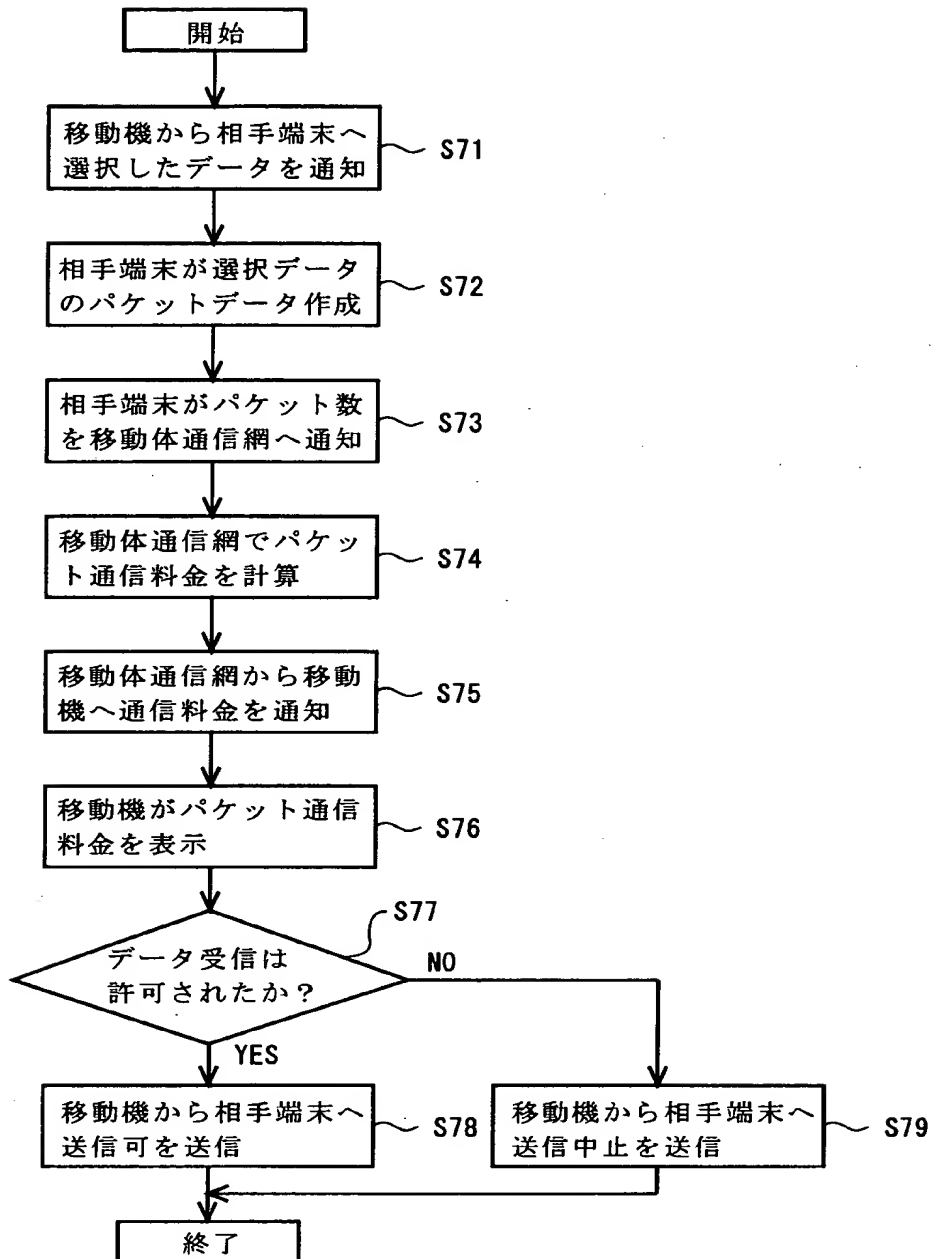 開始
移動機から相手端末へ
選択したデータを通知
S71
相手端末が選択データ
のパケットデータ作成
S72
相手端末がパケット数
を移動体通信網へ通知
S73
移動体通信網でパケッ
ト通信料金を計算
S74
移動体通信網から移動
機へ通信料金を通知
S75
移動機がパケット通信
料金を表示
S76
S77
データ受信は
許可されたか?
NO
YES
移動機から相手端末へ
送信可を送信
S78
移動機から相手端末へ
送信中止を送信
S79
終了